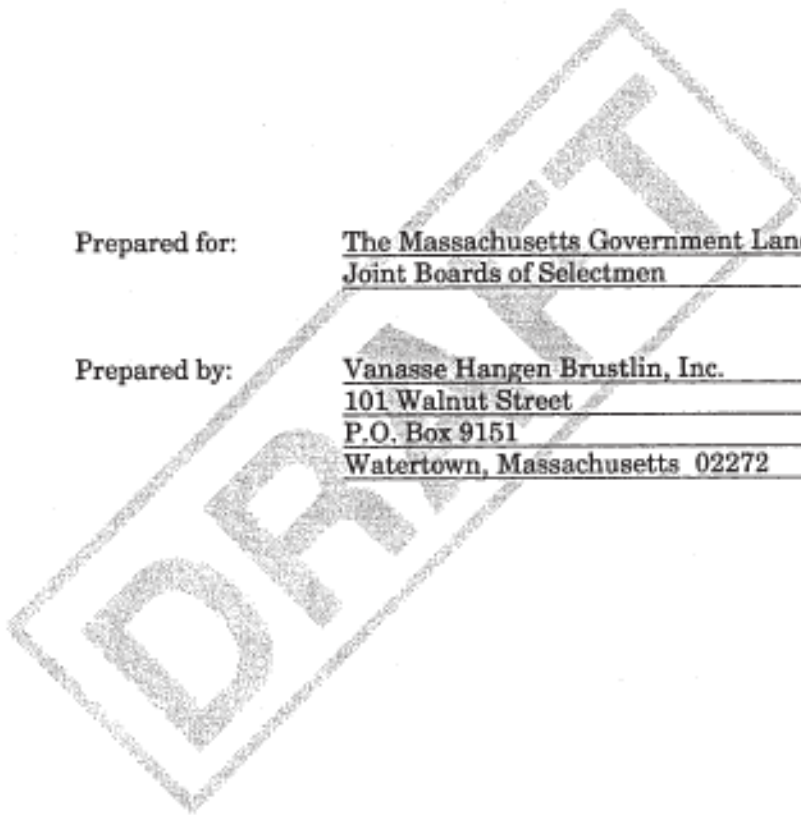 Prepared for: The Massachusetts Government Land
Joint Boards of Selectmen
Prepared by: Vanasse Hangen Brustlin, Inc.
101 Walnut Street
P.O. Box 9151
Watertown, Massachusetts 02272
DRAFT